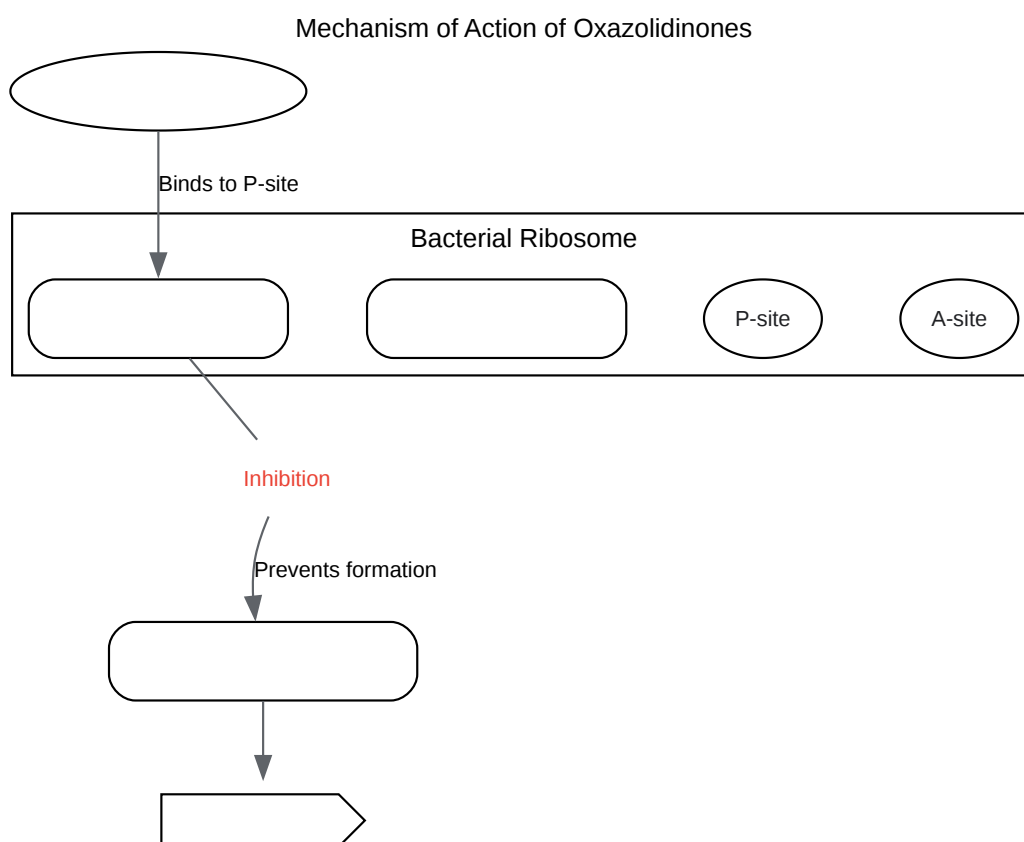 Mechanism of Action of Oxazolidinones
Binds to P-site
Bacterial Ribosome
P-site
A-site
Inhibition
Prevents formation